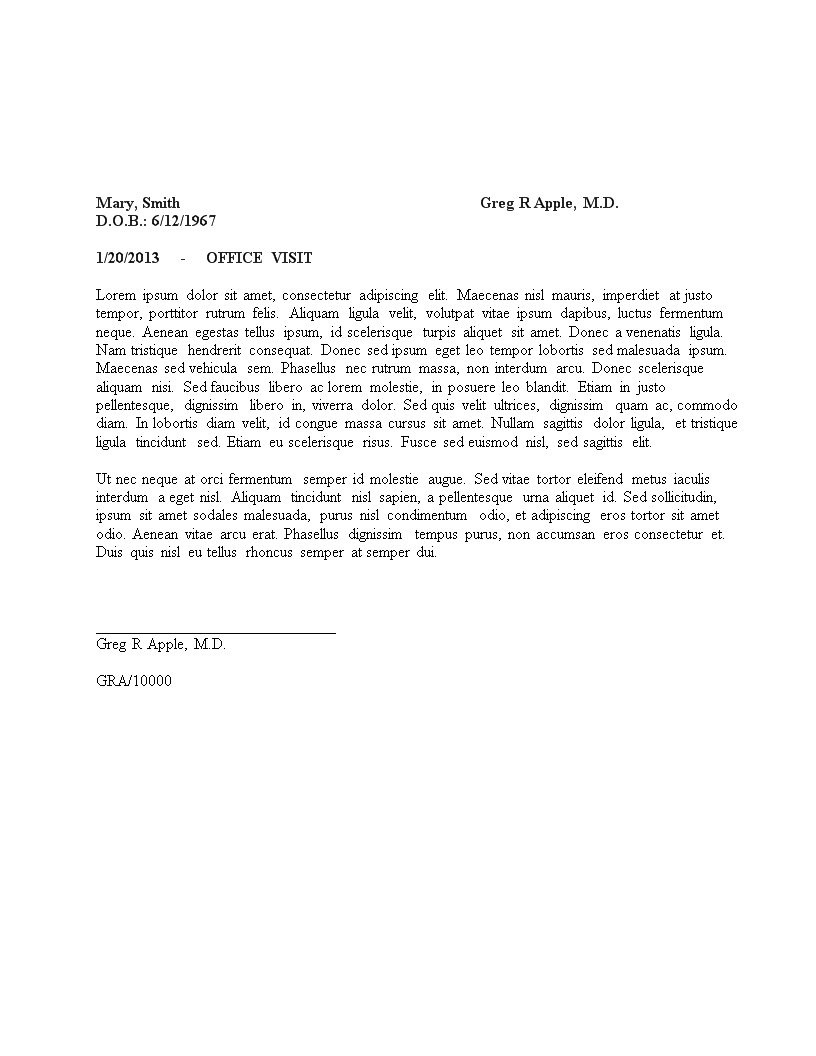 Mary, Smith Greg R Apple, M.D.
D.O.B.: 6/12/1967
1/20/2013 - OFFICE VISIT
Lorem ipsum dolor sit amet, consectetur adipiscing elit. Maecenas nisl mauris, imperdiet at justo
tempor, porttitor rutrum felis. Aliquam ligula velit, volutpat vitae ipsum dapibus, luctus fermentum
neque. Aenean egestas tellus ipsum, id scelerisque turpis aliquet sit amet. Donec a venenatis ligula.
Nam tristique hendrerit consequat. Donec sed ipsum eget leo tempor lobortis sed malesuada ipsum.
Maecenas sed vehicula sem. Phasellus nec rutrum massa, non interdum arcu. Donec scelerisque
aliquam nisi. Sed faucibus libero ac lorem molestie, in posuere leo blandit. Etiam in justo
pellentesque, dignissim libero in, viverra dolor. Sed quis velit ultrices, dignissim quam ac, commodo
diam. In lobortis diam velit, id congue massa cursus sit amet. Nullam sagittis dolor ligula, et tristique
ligula tincidunt sed. Etiam eu scelerisque risus. Fusce sed euismod nisl, sed sagittis elit.
Ut nec neque at orci fermentum semper id molestie augue. Sed vitae tortor eleifend metus iaculis
interdum a eget nisl. Aliquam tincidunt nisl sapien, a pellentesque urna aliquet id. Sed sollicitudin,
ipsum sit amet sodales malesuada, purus nisl condimentum odio, et adipiscing eros tortor sit amet
odio. Aenean vitae arcu erat. Phasellus dignissim tempus purus, non accumsan eros consectetur et.
Duis quis nisl eu tellus rhoncus semper at semper dui.
Greg R Apple, M.D.
GRA/10000